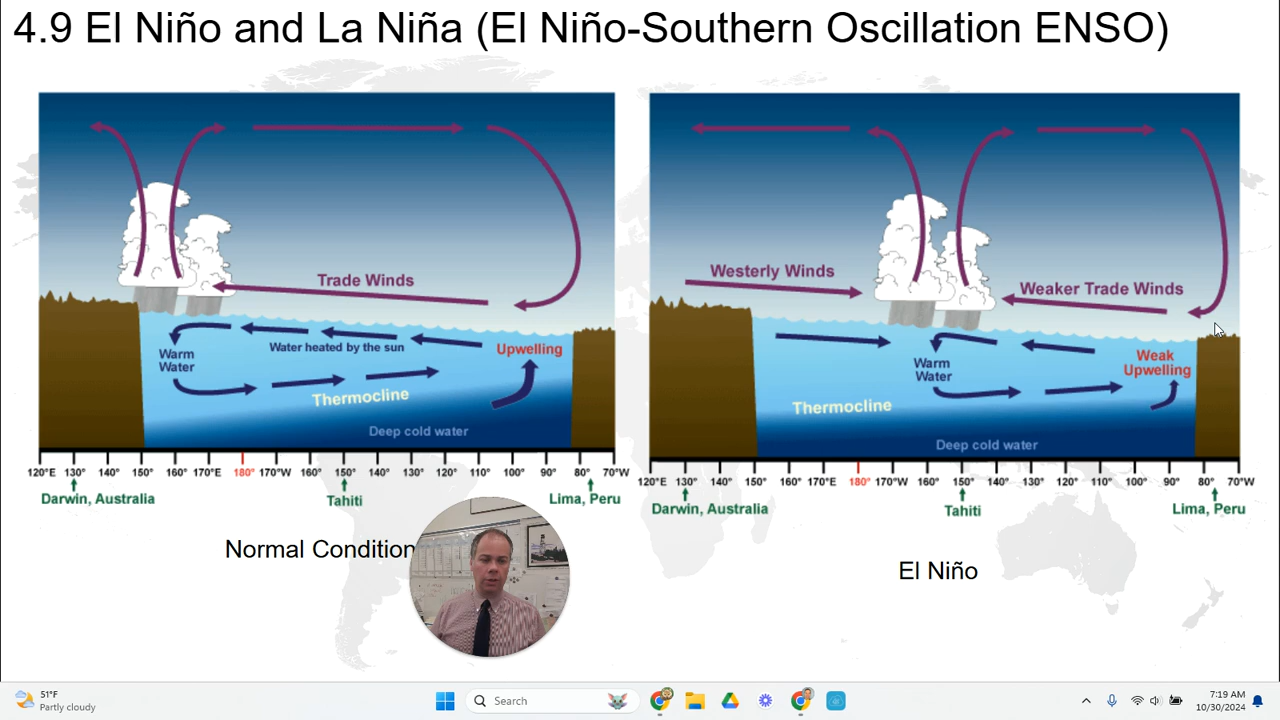 4.9 El Niño and La Niña (El Niño-Southern Oscillation ENSO)
Trade Winds
Water heated by the sun
Upwelling
Warm
Water
Thermocline
Deep cold water
120°E 130° 140° 150° 160° 170°E 180° 170°W 160° 150° 140° 130° 120° 110° 100° 90° 80° 70°W
Darwin, Australia
Tahiti
Lima, Peru
Normal Condition
Westerly Winds
Weaker Trade Winds
Warm
Water
Weak
Upwelling
Thermocline
Deep cold water
120°E 130° 140° 150° 160° 170°E 180° 170°W 160° 150° 140° 130° 120° 110° 100° 90° 80° 70°W
Darwin, Australia
Tahiti
Lima, Peru
El Niño
51°F
Partly cloudy
Search
7:19 AM
10/30/2024